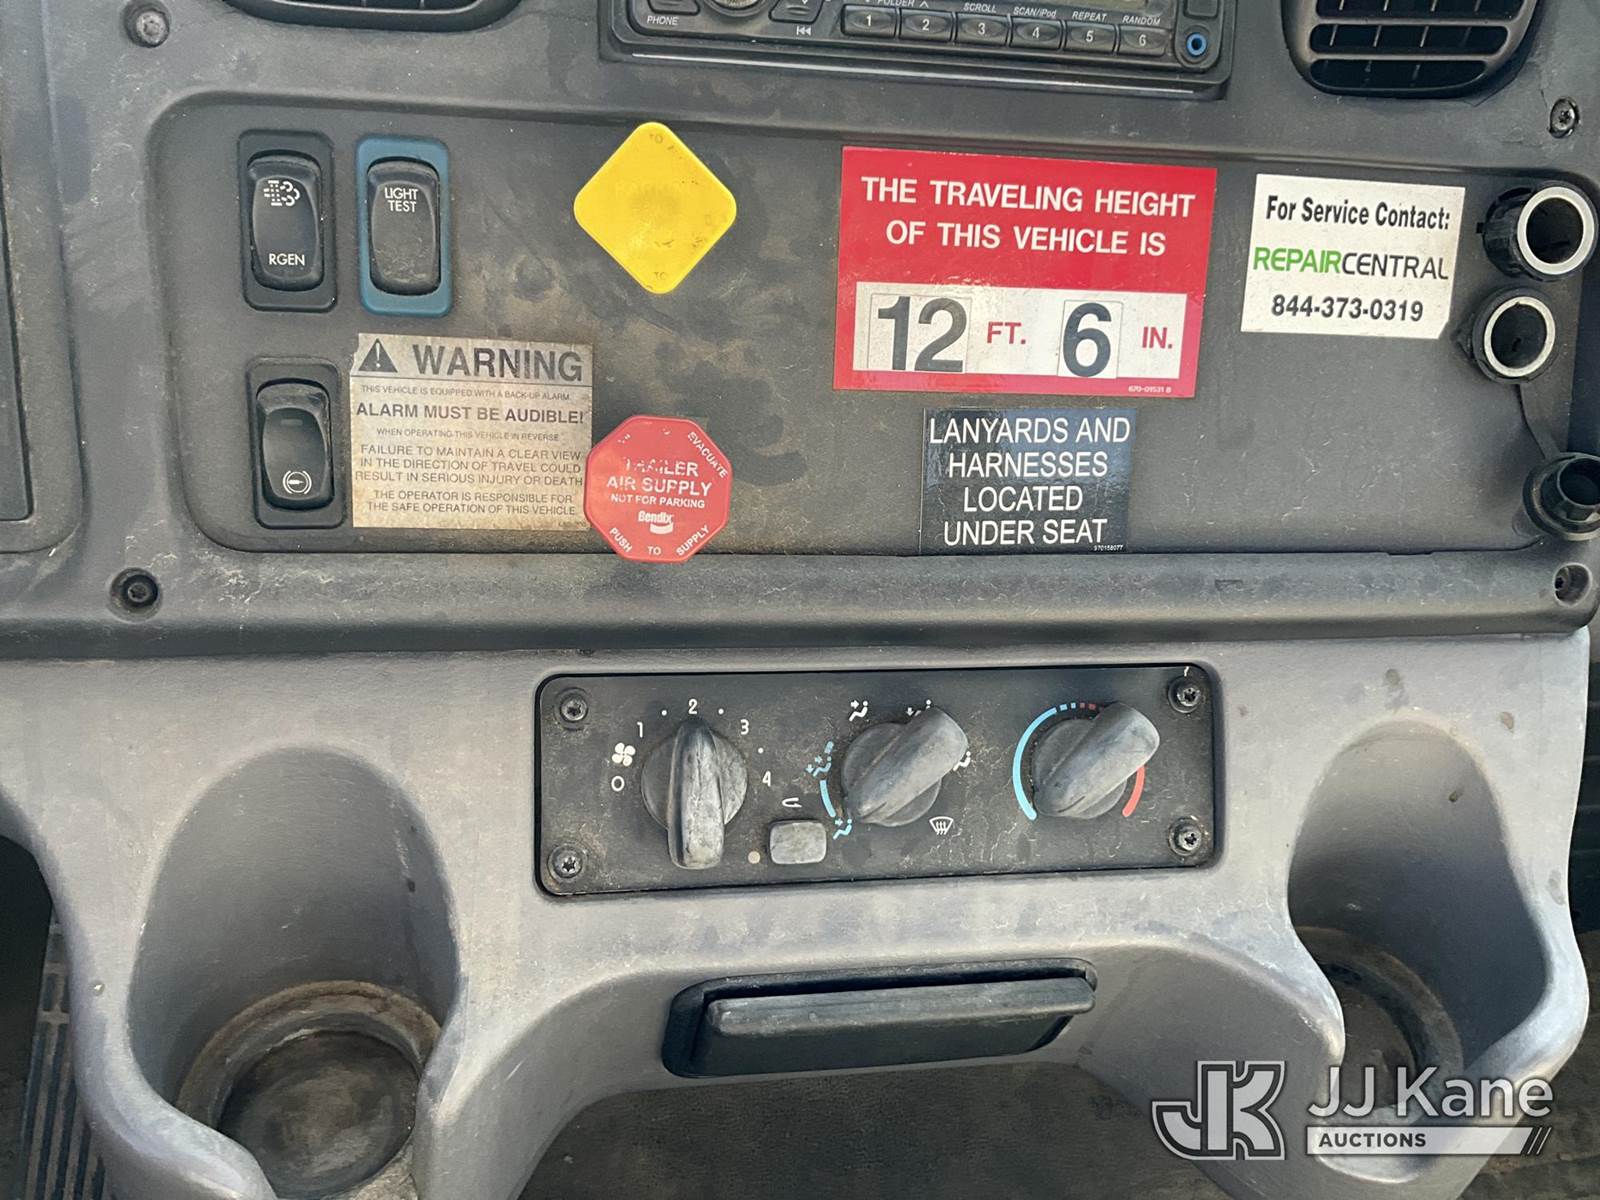 PHONE
FOLDER
SCROLL
SCAN/iPod
REPEAT
RANDOM
1
2
3
4
5
6
RGEN
LIGHT
TEST
TO
THE TRAVELING HEIGHT
OF THIS VEHICLE IS
12 FT. 6 IN.
670-01531 B
For Service Contact:
REPAIRCENTRAL
844-373-0319
WARNING
THIS VEHICLE IS EQUIPPED WITH A BACK-UP ALARM.
ALARM MUST BE AUDIBLE!
WHEN OPERATING THIS VEHICLE IN REVERSE
FAILURE TO MAINTAIN A CLEAR VIEW
IN THE DIRECTION OF TRAVEL COULD
RESULT IN SERIOUS INJURY OR DEATH
THE OPERATOR IS RESPONSIBLE FOR
THE SAFE OPERATION OF THIS VEHICLE.
EVACUATE
TRAILER
AIR SUPPLY
NOT FOR PARKING
Bendix
PUSH TO SUPPLY
LANYARDS AND
HARNESSES
LOCATED
UNDER SEAT
970158077
0
1
2
3
4
JK
JJ Kane
AUCTIONS